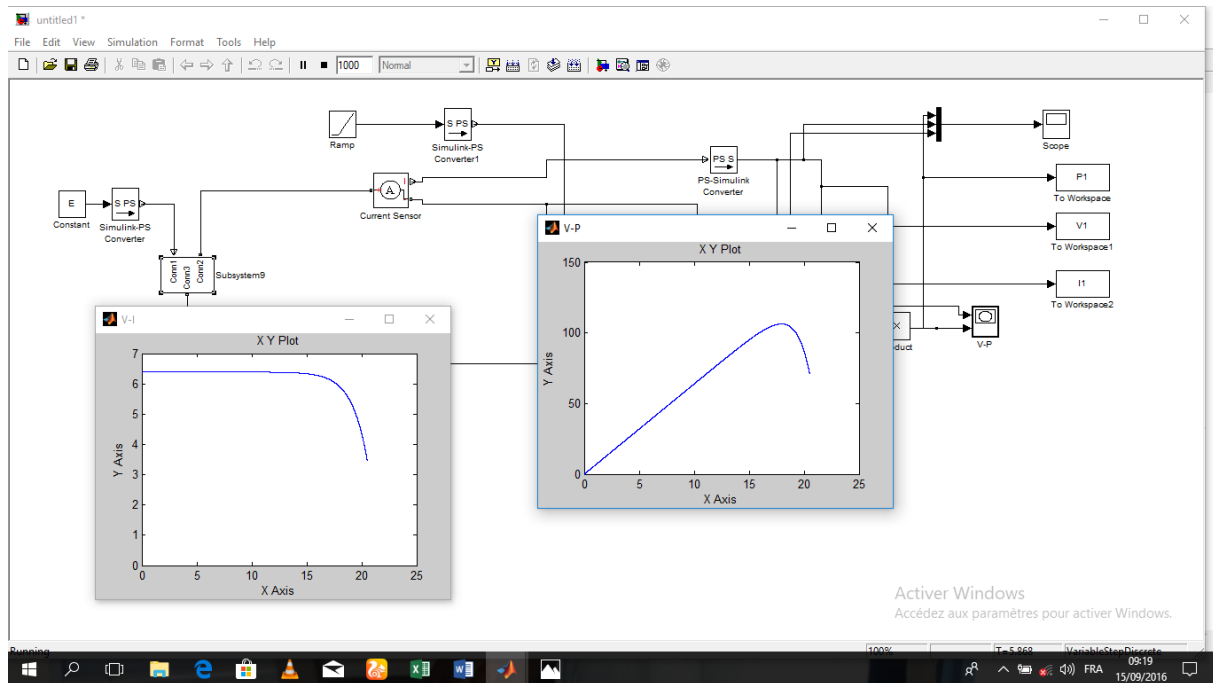 untitled1 *
File Edit View Simulation Format Tools Help
1000 Normal
Ramp
S PS
Simulink-PS
Converter1
PS S
PS-Simulink
Converter
Scope
P1
To Workspace
E
Constant
S PS
Simulink-PS
Converter
A
I
Current Sensor
V1
To Workspace1
Conn1
Conn3
Conn2
Subsystem9
I1
To Workspace2
duct
V-P
V-I
X Y Plot
7
6
5
4
3
2
1
0
Y Axis
0 5 10 15 20 25
X Axis
V-P
X Y Plot
150
100
50
0
Y Axis
0 5 10 15 20 25
X Axis
Activer Windows
Accédez aux paramètres pour activer Windows.
Running 100% T=5.868 VariableStepDiscrete
FRA
09:19
15/09/2016